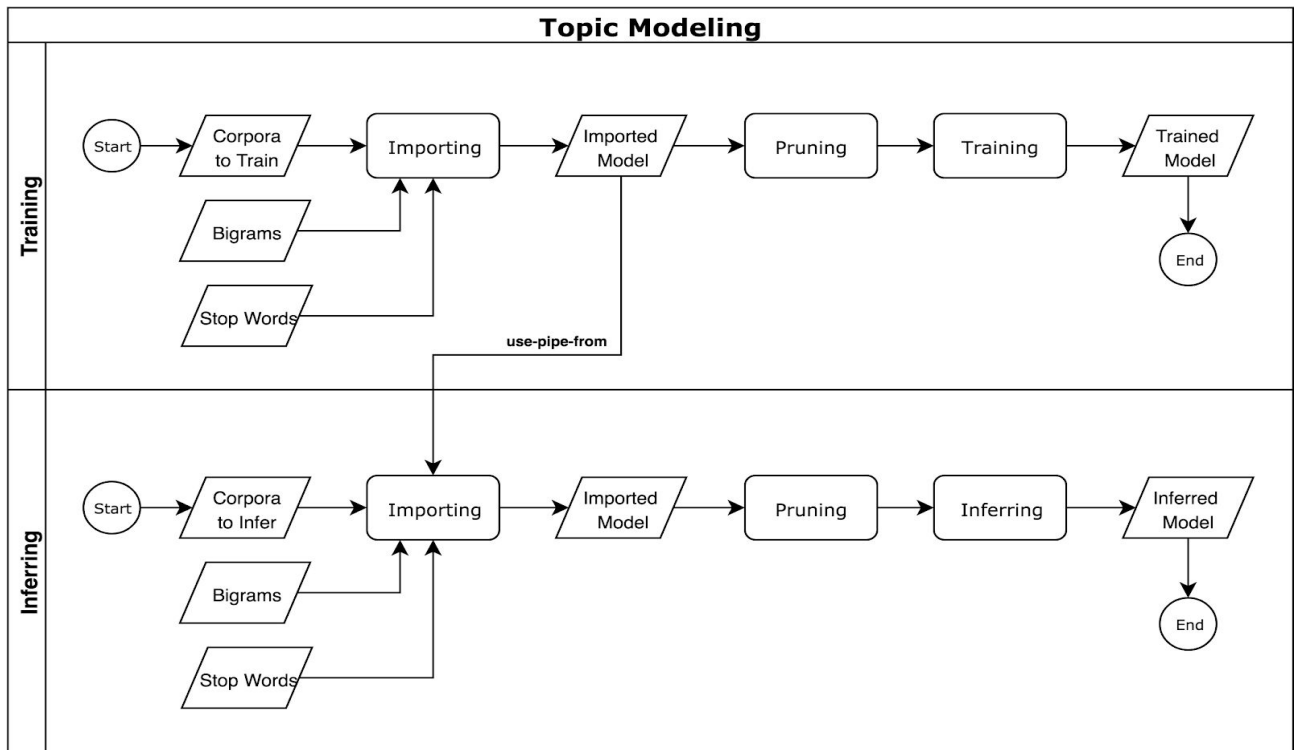 Topic Modeling
Training
Start
Corpora
to Train
Importing
Imported
Model
Pruning
Training
Trained
Model
Bigrams
End
Stop Words
use-pipe-from
Inferring
Start
Corpora
to Infer
Importing
Imported
Model
Pruning
Inferring
Inferred
Model
Bigrams
End
Stop Words